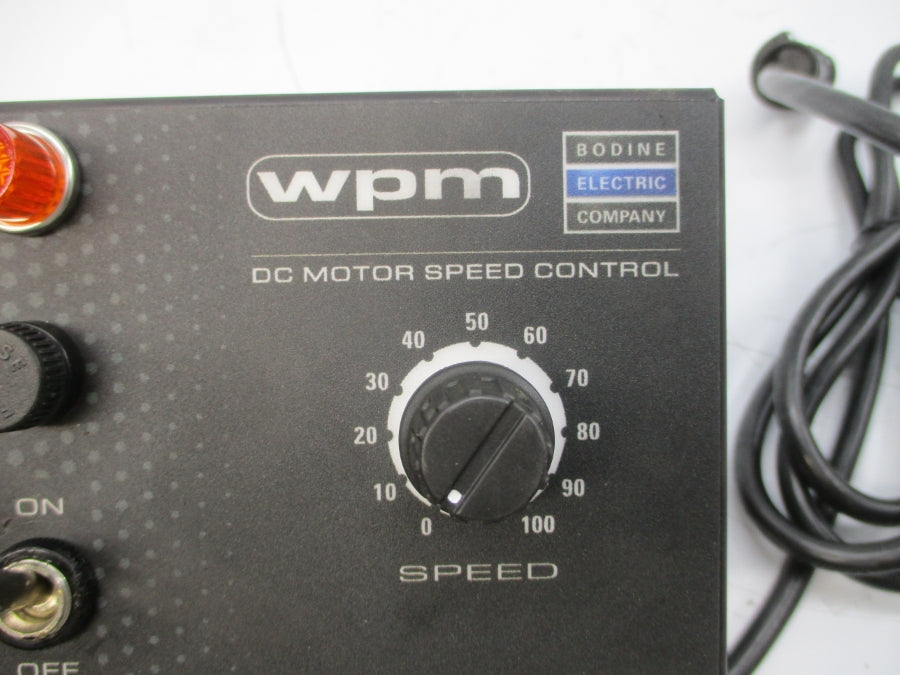 wpm
BODINE
ELECTRIC
COMPANY
DC MOTOR SPEED CONTROL
50
40
60
30
70
20
80
10
90
0
100
SPEED
ON
OFF